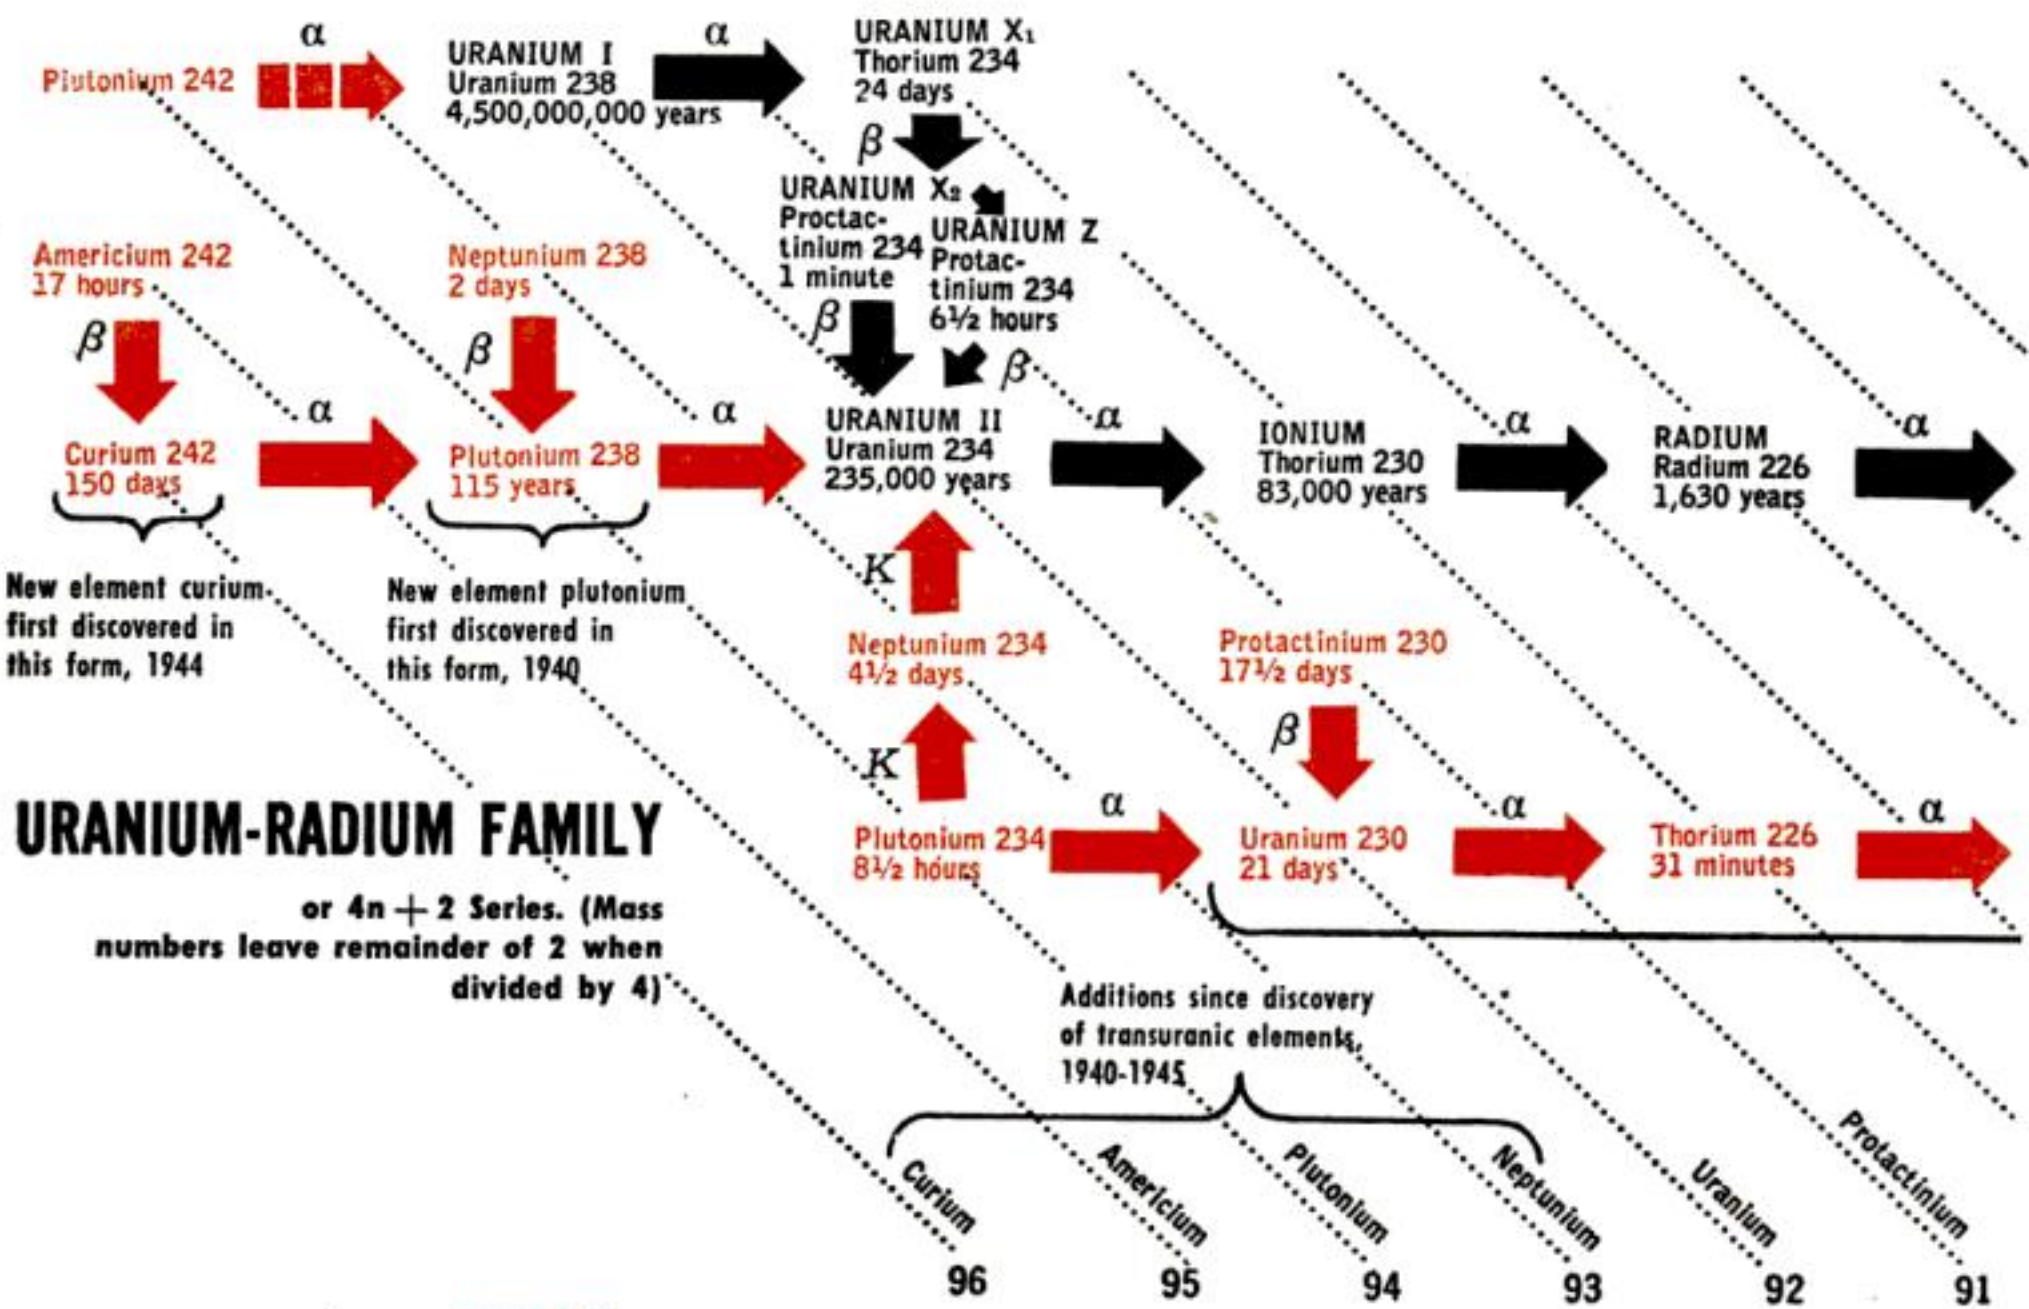 α
α
Plutonium 242
URANIUM I
Uranium 238
4,500,000,000 years
URANIUM X₁
Thorium 234
24 days
β
URANIUM X₂
Proctac-
tinium 234
1 minute
URANIUM Z
Protac-
tinium 234
6½ hours
Americium 242
17 hours
Neptunium 238
2 days
β
β
β
β
α
α
α
α
α
Curium 242
150 days
Plutonium 238
115 years
URANIUM II
Uranium 234
235,000 years
IONIUM
Thorium 230
83,000 years
RADIUM
Radium 226
1,630 years
New element curium
first discovered in
this form, 1944
New element plutonium
first discovered in
this form, 1940
K
Neptunium 234
4½ days
Protactinium 230
17½ days
K
β
α
α
α
Plutonium 234
8½ hours
Uranium 230
21 days
Thorium 226
31 minutes
URANIUM-RADIUM FAMILY
or 4n + 2 Series. (Mass
numbers leave remainder of 2 when
divided by 4)
Additions since discovery
of transuranic elements,
1940-1945
Curium
Americium
Plutonium
Neptunium
Uranium
Protactinium
96
95
94
93
92
91